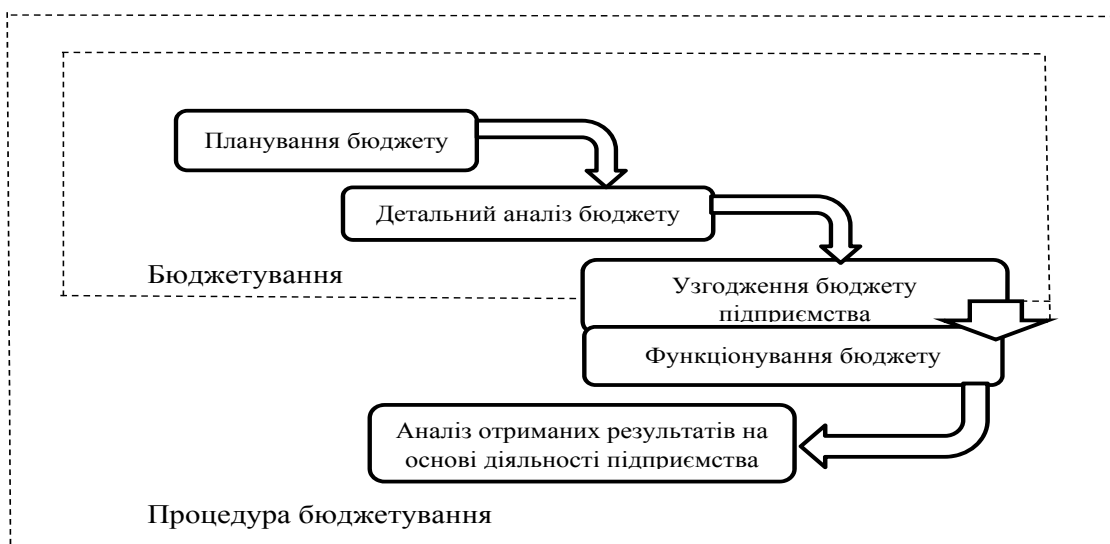 Планування бюджету
Детальний аналіз бюджету
Бюджетування
Узгодження бюджету
підприємства
Функціонування бюджету
Аналіз отриманих результатів на
основі діяльності підприємства
Процедура бюджетування